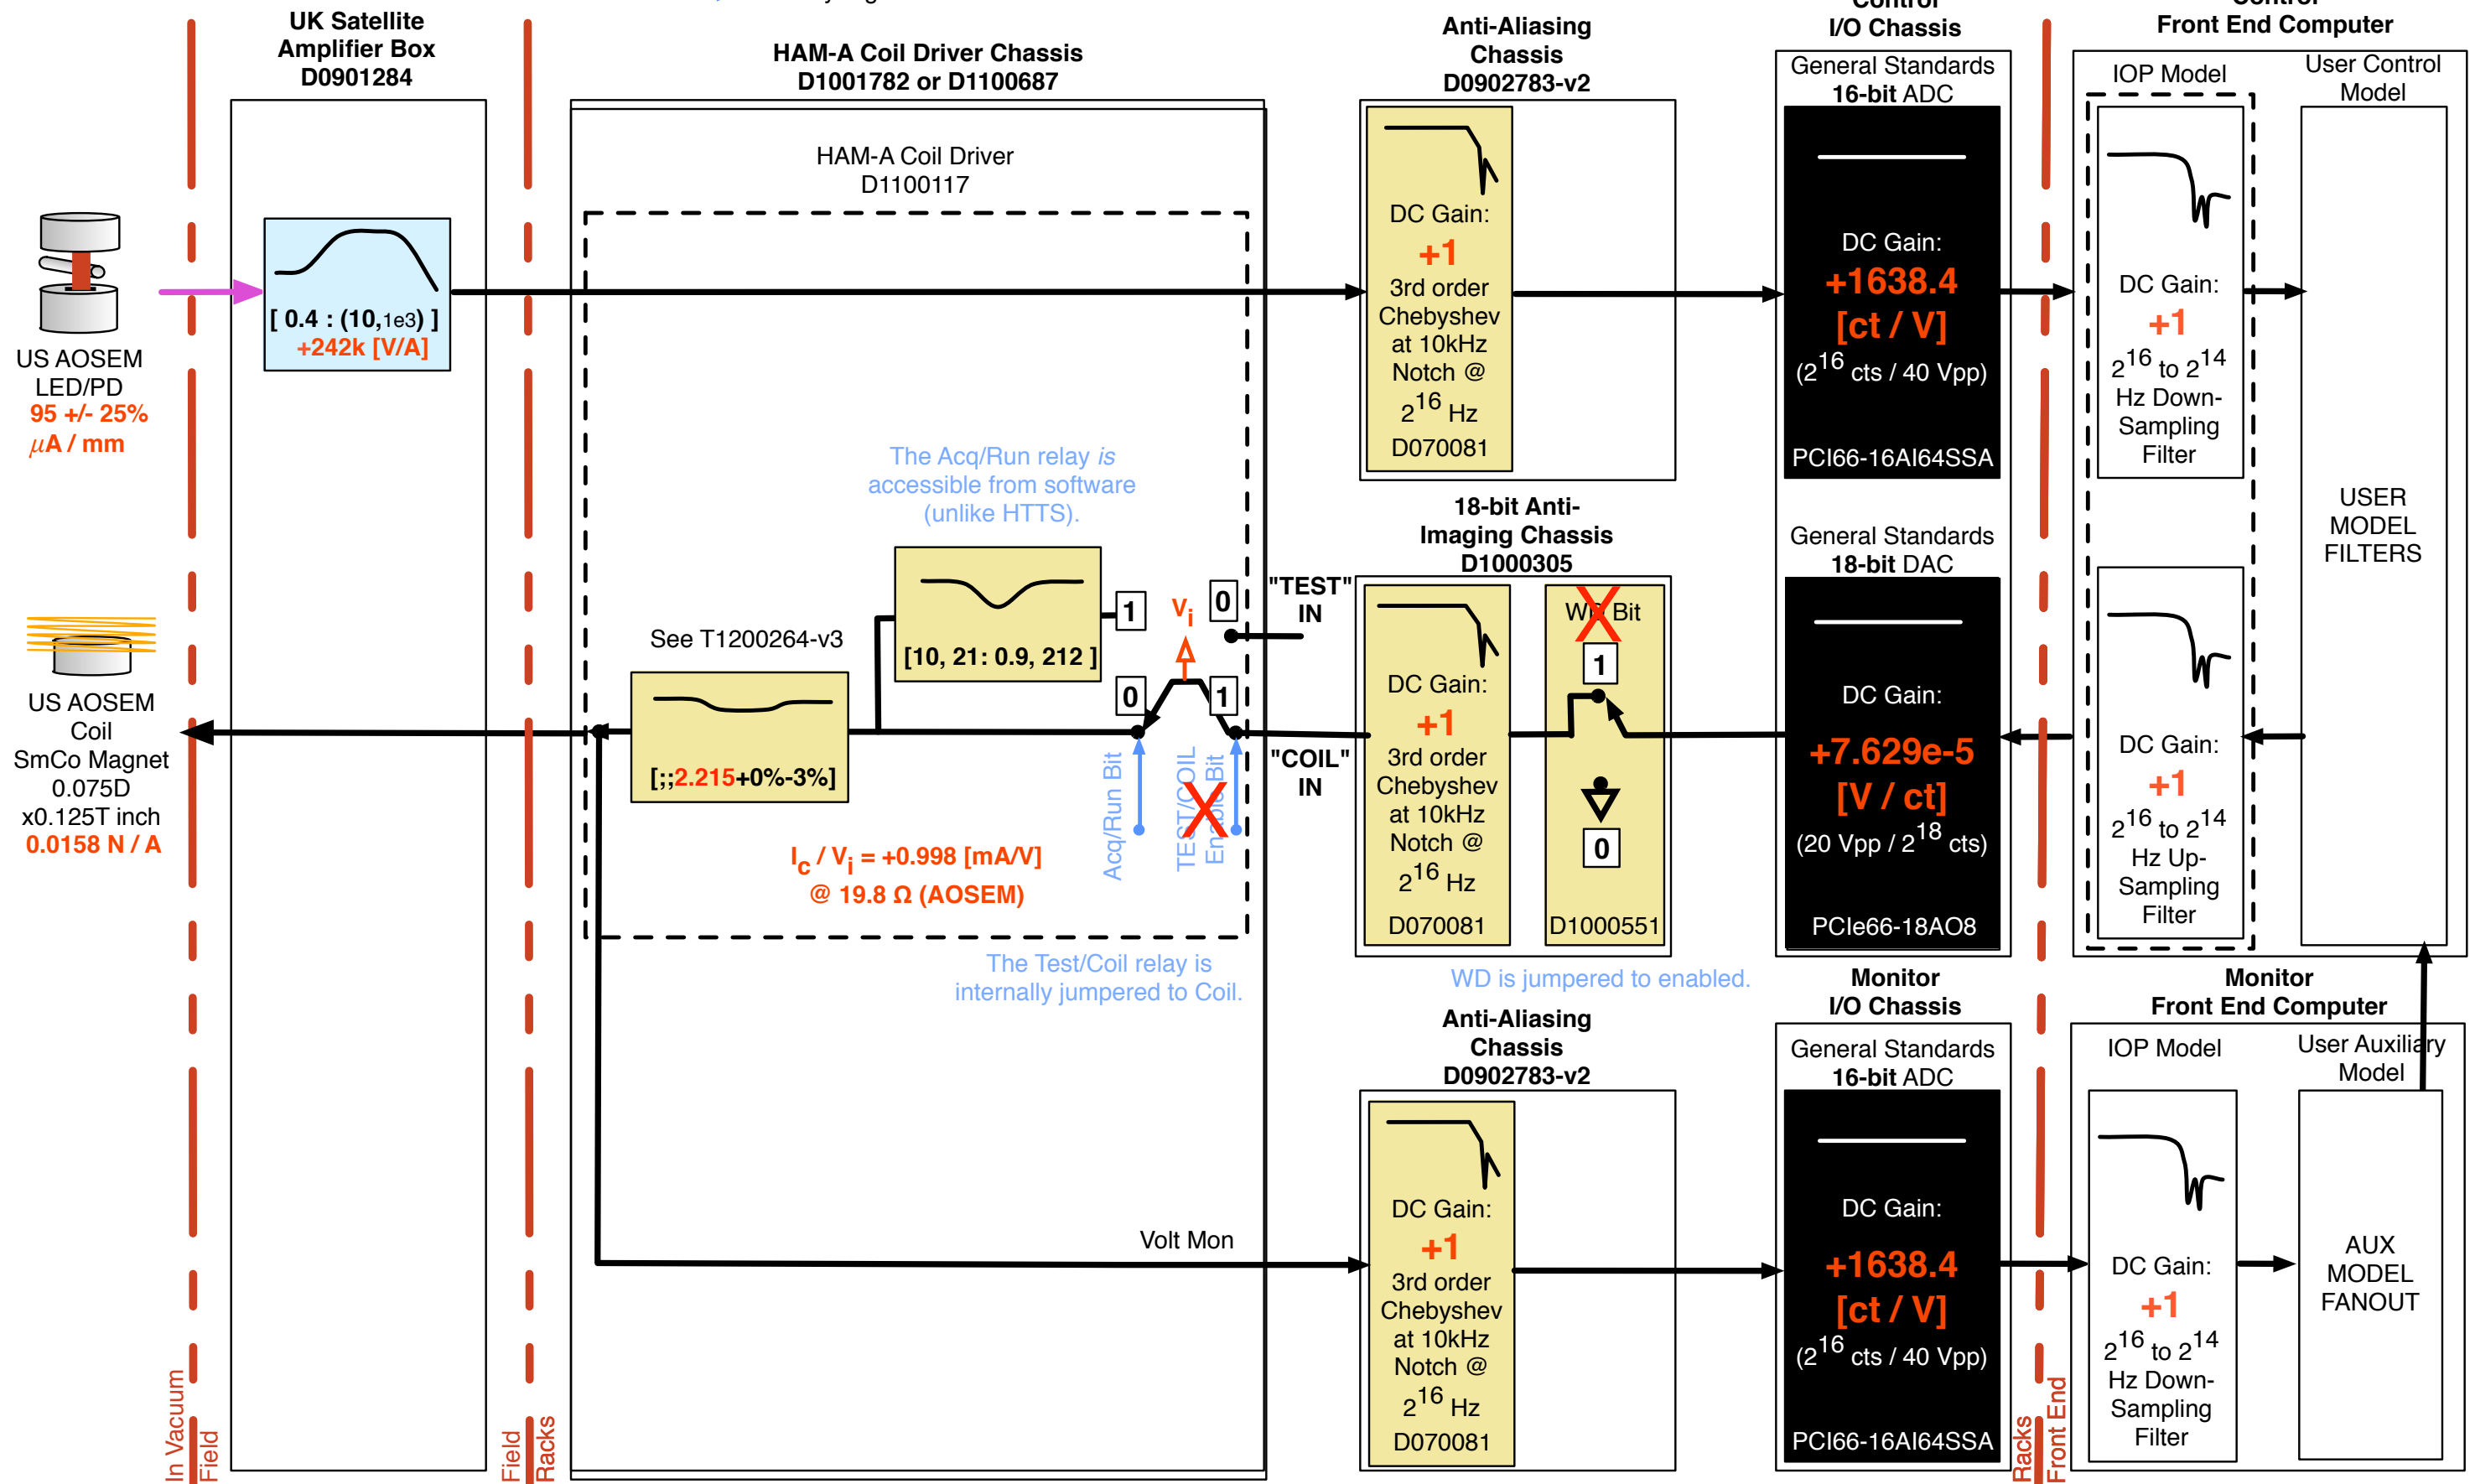 UK Satellite
Amplifier Box
D0901284
HAM-A Coil Driver Chassis
D1001782 or D1100687
Anti-Aliasing
Chassis
D0902783-v2
Control
I/O Chassis
Control
Front End Computer
General Standards
16-bit ADC
IOP Model
User Control
Model
HAM-A Coil Driver
D1100117
US AOSEM
LED/PD
95 +/- 25%
μA / mm
[ 0.4 : (10,1e3) ]
+242k [V/A]
DC Gain:
+1
3rd order
Chebyshev
at 10kHz
Notch @
2^16 Hz
D070081
DC Gain:
+1638.4
[ct / V]
(2^16 cts / 40 Vpp)
PCI66-16AI64SSA
DC Gain:
+1
2^16 to 2^14
Hz Down-
Sampling
Filter
USER
MODEL
FILTERS
The Acq/Run relay is
accessible from software
(unlike HTTS).
18-bit Anti-
Imaging Chassis
D1000305
General Standards
18-bit DAC
US AOSEM
Coil
SmCo Magnet
0.075D
x0.125T inch
0.0158 N / A
See T1200264-v3
[;;2.215+0%-3%]
[10, 21: 0.9, 212 ]
1
0
Vi
0
1
"TEST"
IN
"COIL"
IN
Acq/Run Bit
TEST/COIL
Enable Bit
Ic / Vi = +0.998 [mA/V]
@ 19.8 Ω (AOSEM)
DC Gain:
+1
3rd order
Chebyshev
at 10kHz
Notch @
2^16 Hz
D070081
WD Bit
1
0
D1000551
DC Gain:
+7.629e-5
[V / ct]
(20 Vpp / 2^18 cts)
PCIe66-18AO8
DC Gain:
+1
2^16 to 2^14
Hz Up-
Sampling
Filter
The Test/Coil relay is
internally jumpered to Coil.
WD is jumpered to enabled.
Anti-Aliasing
Chassis
D0902783-v2
Monitor
I/O Chassis
Monitor
Front End Computer
General Standards
16-bit ADC
IOP Model
User Auxiliary
Model
Volt Mon
DC Gain:
+1
3rd order
Chebyshev
at 10kHz
Notch @
2^16 Hz
D070081
DC Gain:
+1638.4
[ct / V]
(2^16 cts / 40 Vpp)
PCI66-16AI64SSA
DC Gain:
+1
2^16 to 2^14
Hz Down-
Sampling
Filter
AUX
MODEL
FANOUT
In Vacuum
Field
Field
Racks
Racks
Front End